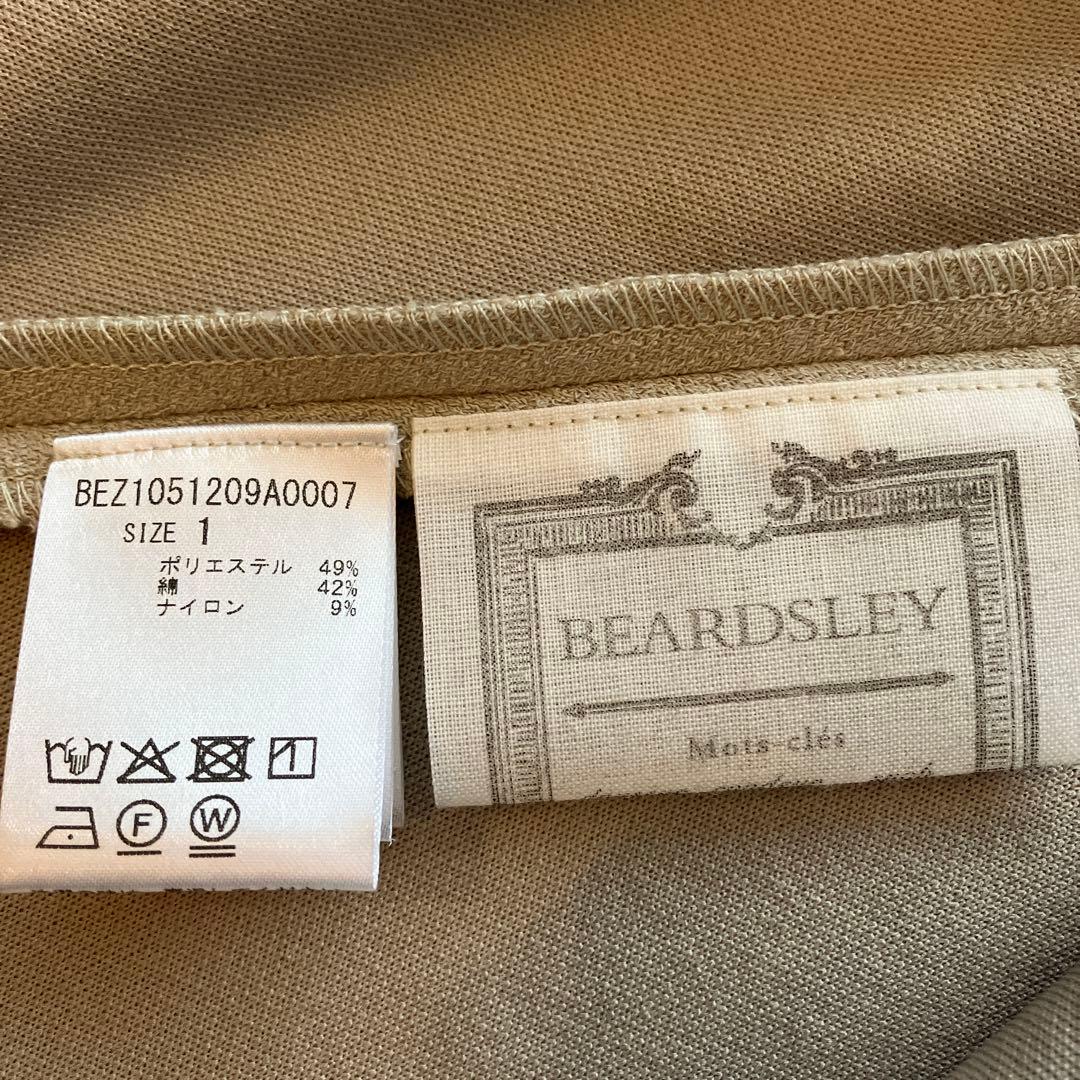 BEZ1051209A0007
SIZE 1
ポリエステル 49%
綿 42%
ナイロン 9%
F
W
BEARDSLEY
Mots-clés